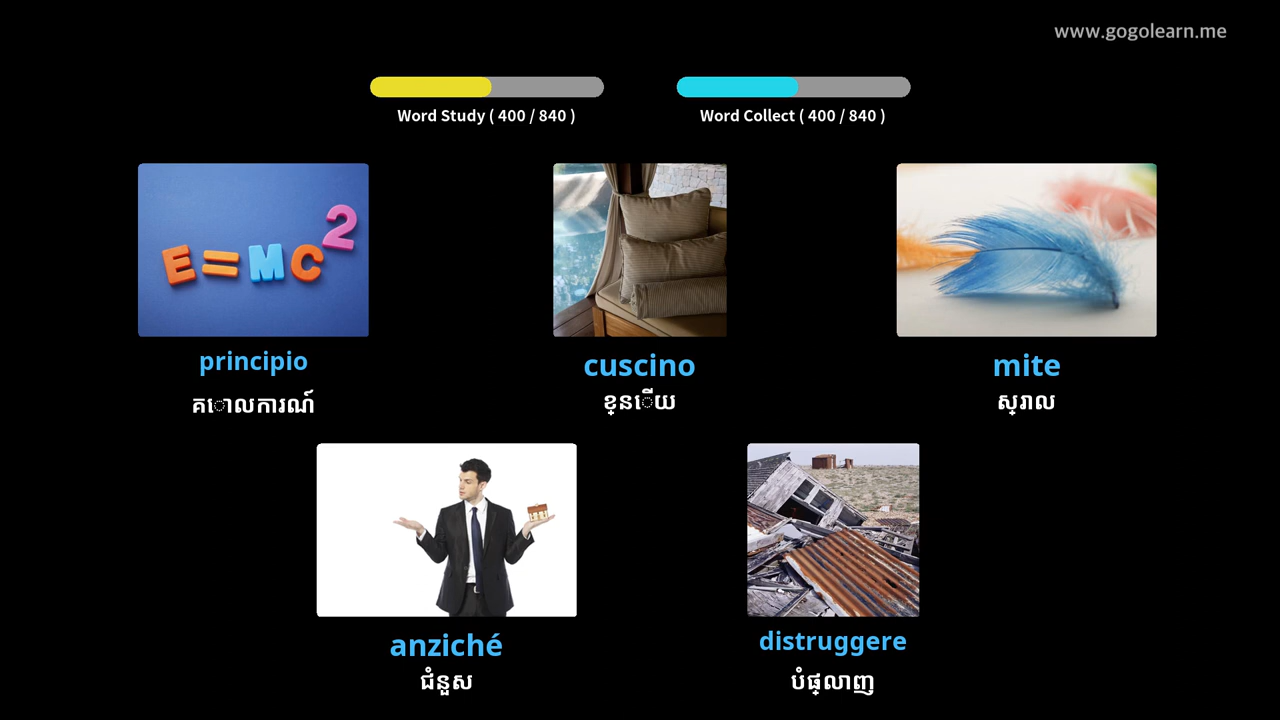 www.gogolearn.me
Word Study ( 400 / 840 )
Word Collect ( 400 / 840 )
E=MC2
principio
cuscino
mite
គោលការណ៍
ខ្នើយ
ស្រាល
anziché
distruggere
ជំនួស
បំផ្លាញ